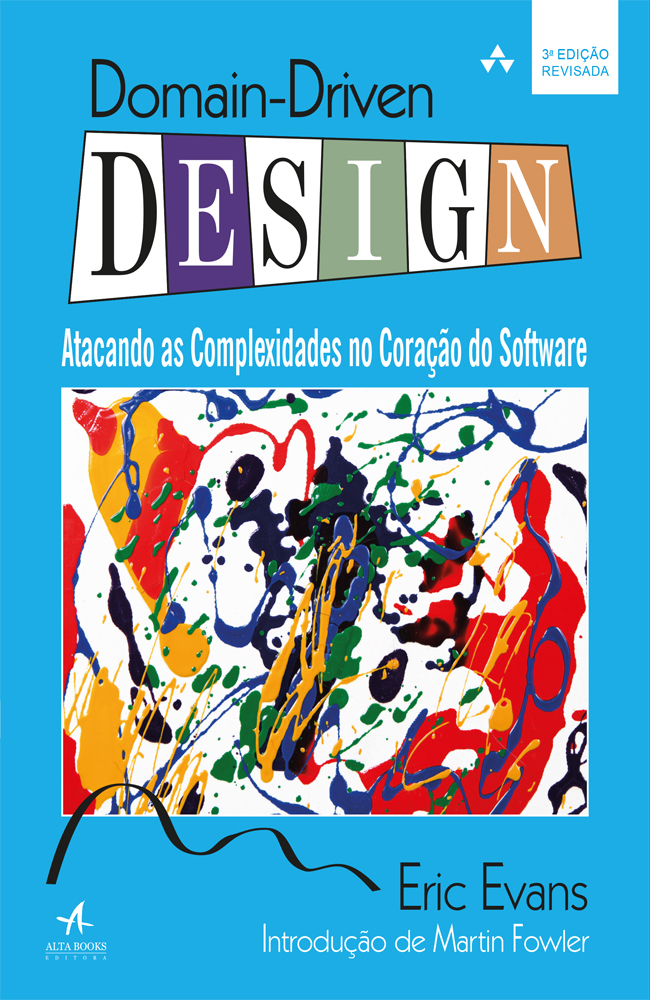 3ª EDIÇÃO
REVISADA
Domain-Driven
DESIGN
Atacando as Complexidades no Coração do Software
Eric Evans
Introdução de Martin Fowler
ALTA BOOKS
EDITORA